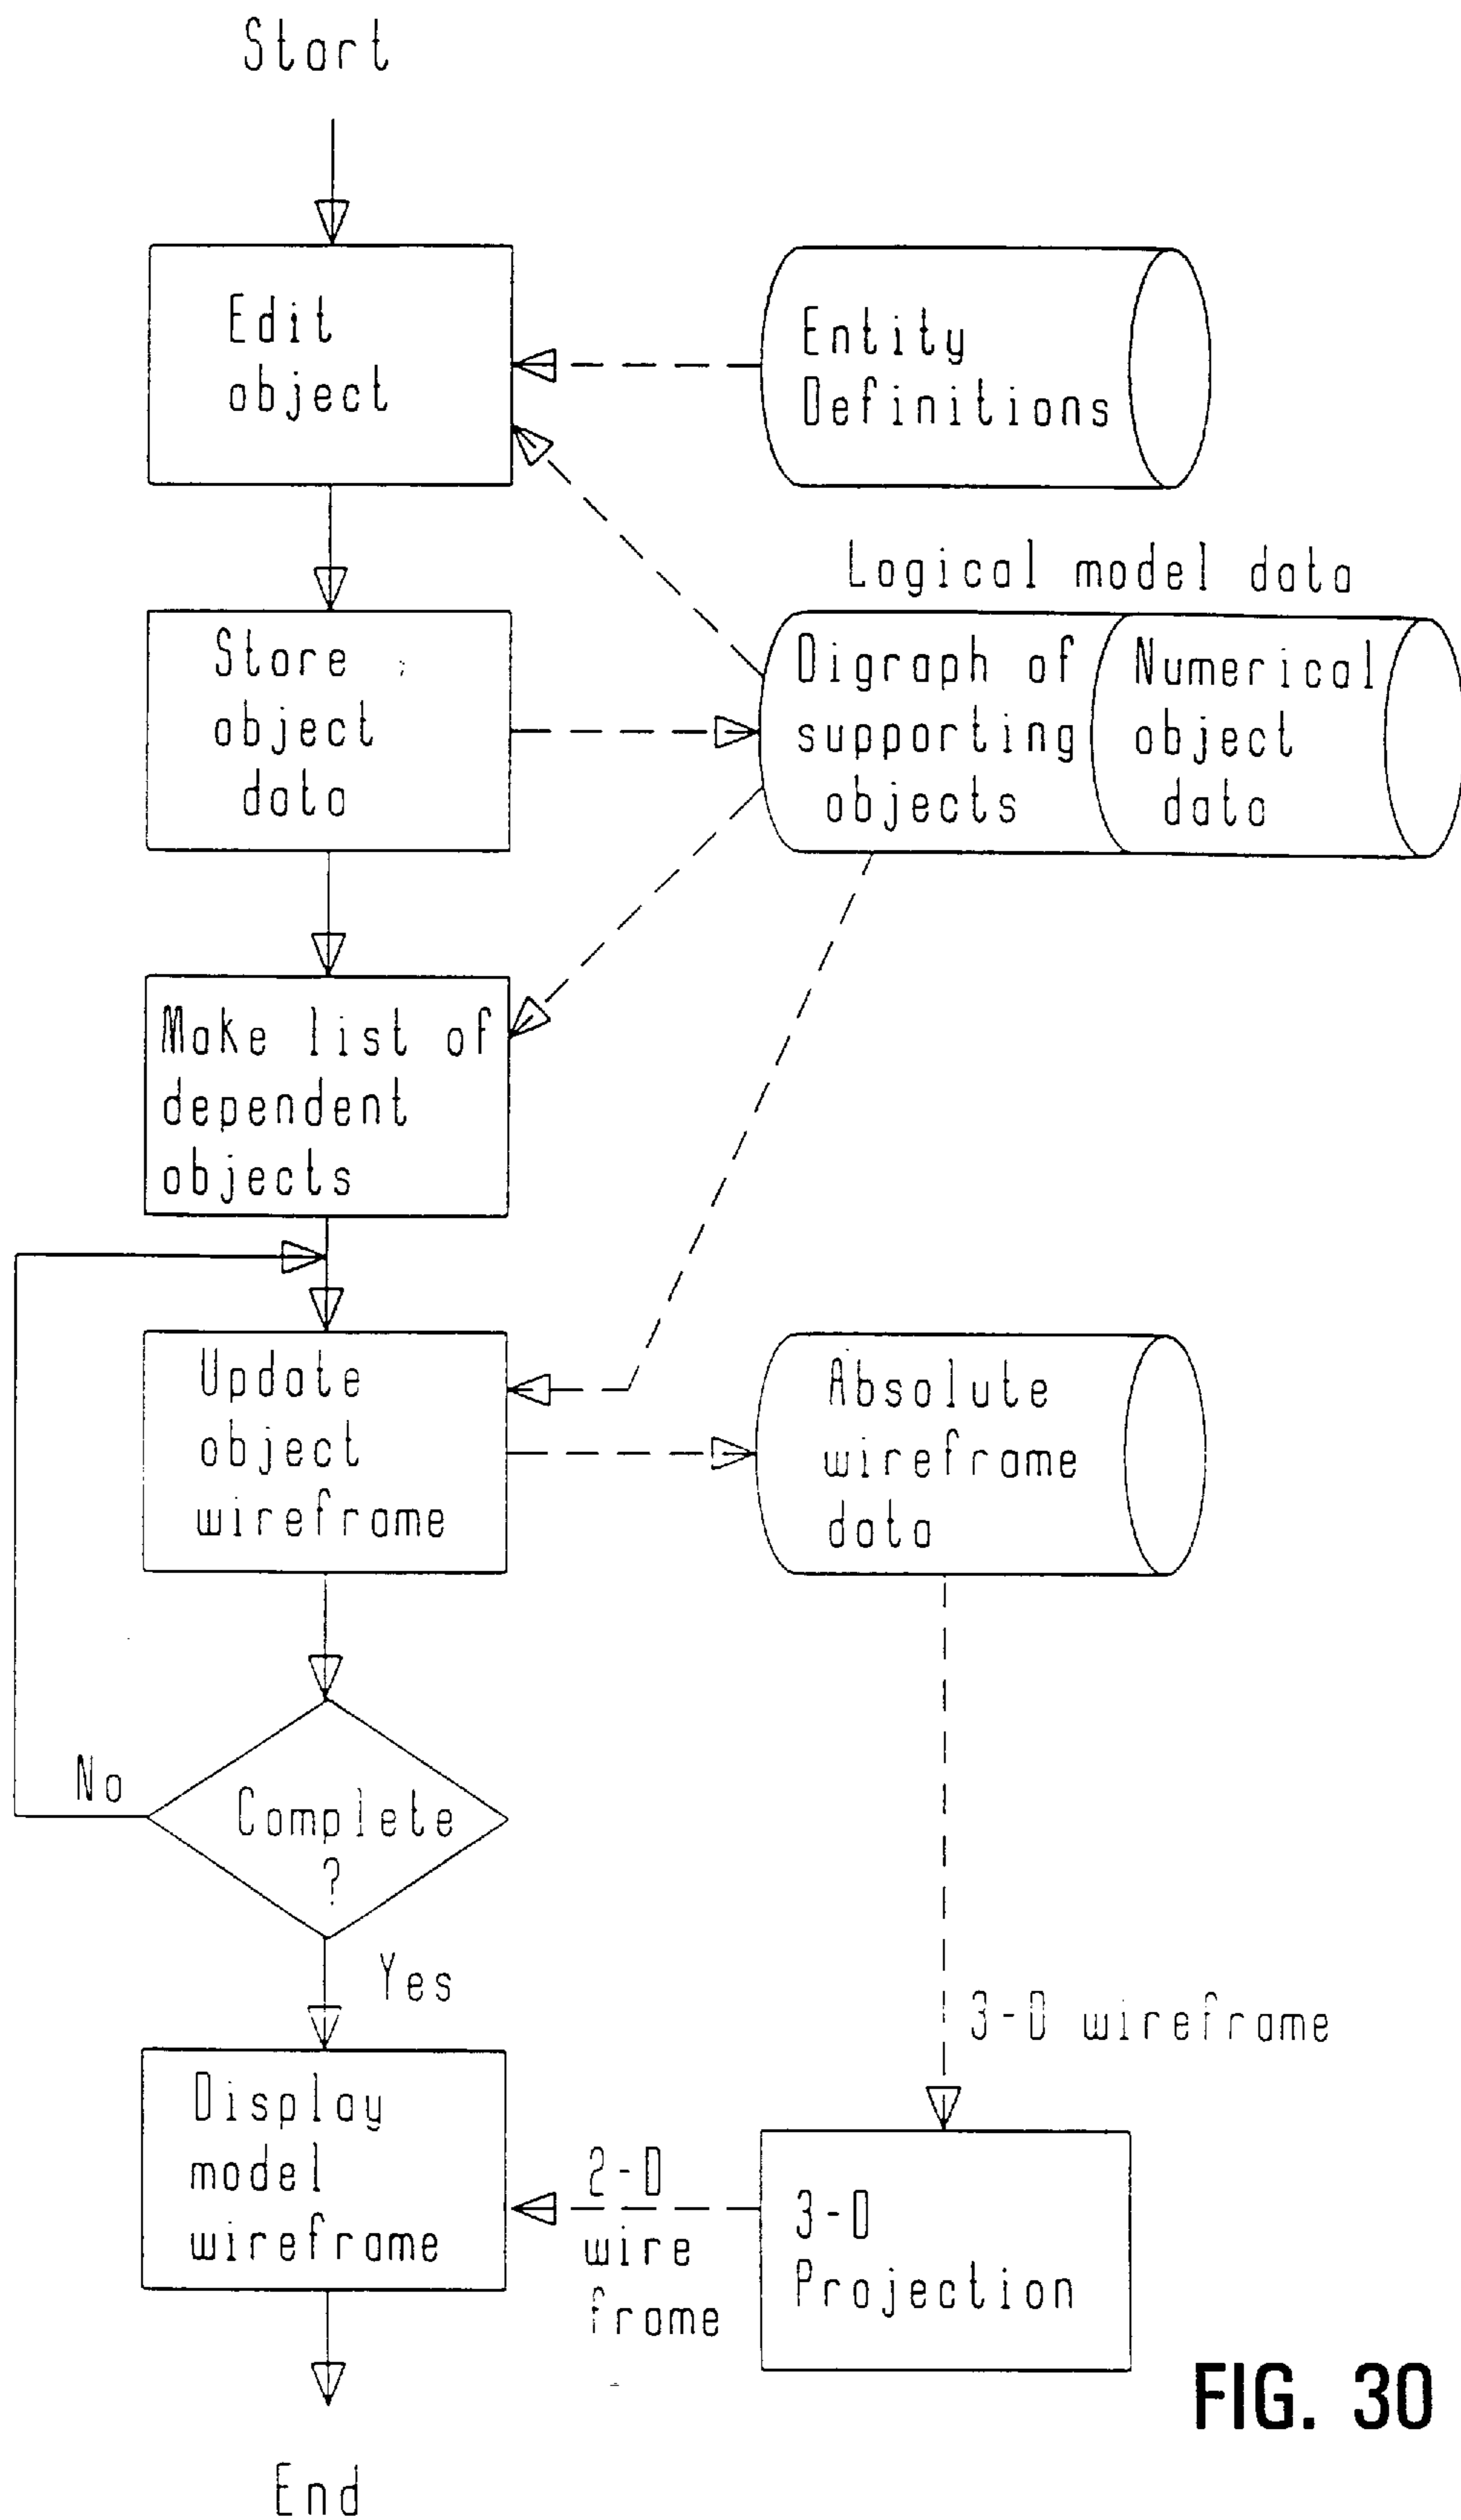 Start
Edit
object
Entity
Definitions
Logical model data
Store
object
data
Digraph of
supporting
objects
Numerical
object
data
Make list of
dependent
objects
Update
object
wireframe
Absolute
wireframe
data
No
Complete
?
Yes
3-D wireframe
Display
model
wireframe
2-D
wire
frame
3-D
Projection
FIG. 30
End